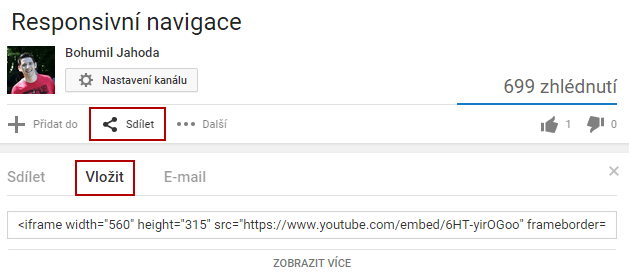 Responsivní navigace
Bohumil Jahoda
Nastavení kanálu
699 zhlédnutí
Přidat do Sdílet Další 1 0
Sdílet Vložit E-mail
<iframe width="560" height="315" src="https://www.youtube.com/embed/6HT-yirOGoo" frameborder=
ZOBRAZIT VÍCE